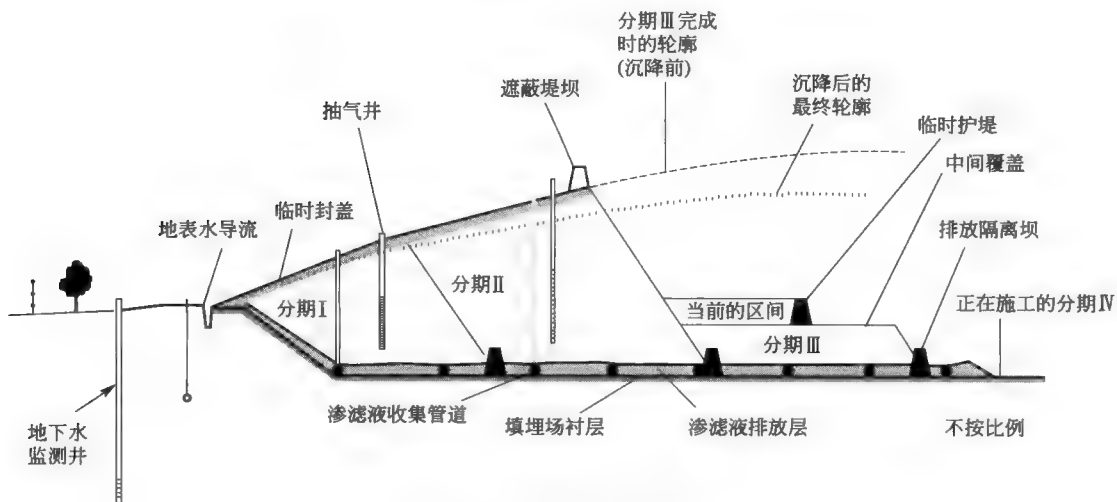 分期Ⅲ完成
时的轮廓
(沉降前)
遮蔽堤坝
沉降后的
最终轮廓
抽气井
临时护堤
中间覆盖
临时封盖
地表水导流
排放隔离坝
分期Ⅱ
分期Ⅰ
当前的区间
正在施工的分期Ⅳ
分期Ⅲ
渗滤液收集管道
填埋场衬层
渗滤液排放层
不按比例
地下水
监测井